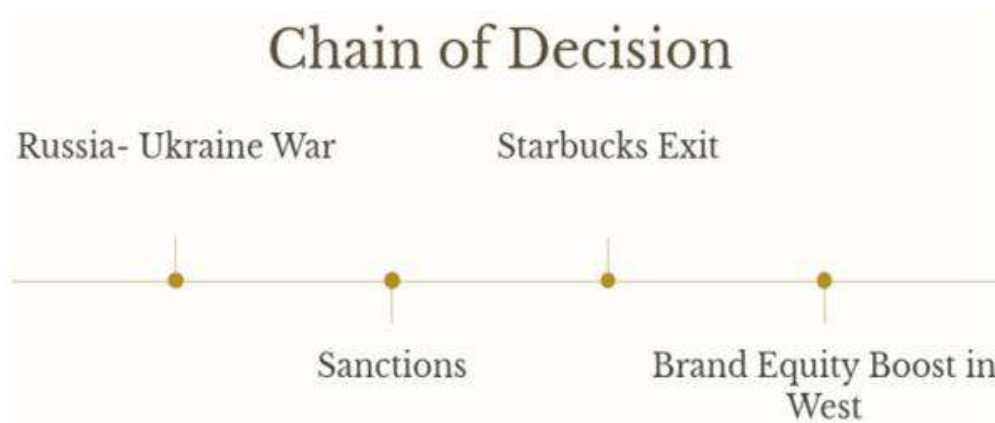 Chain of Decision
Russia- Ukraine War
Starbucks Exit
Sanctions
Brand Equity Boost in
West